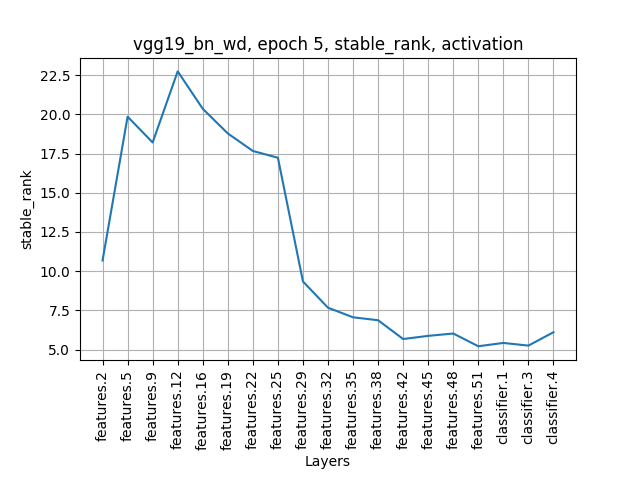 vgg19_bn_wd, epoch 5, stable_rank, activation
stable_rank
22.5
20.0
17.5
15.0
12.5
10.0
7.5
5.0
features.2
features.5
features.9
features.12
features.16
features.19
features.22
features.25
features.29
features.32
features.35
features.38
features.42
features.45
features.48
features.51
classifier.1
classifier.3
classifier.4
Layers